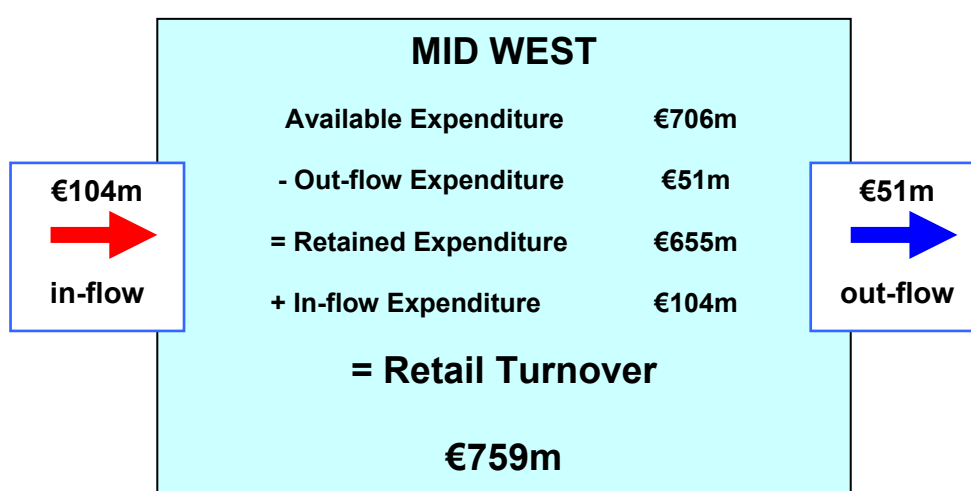 MID WEST
Available Expenditure €706m
- Out-flow Expenditure €51m
= Retained Expenditure €655m
+ In-flow Expenditure €104m
= Retail Turnover
€759m
€104m
in-flow
€51m
out-flow